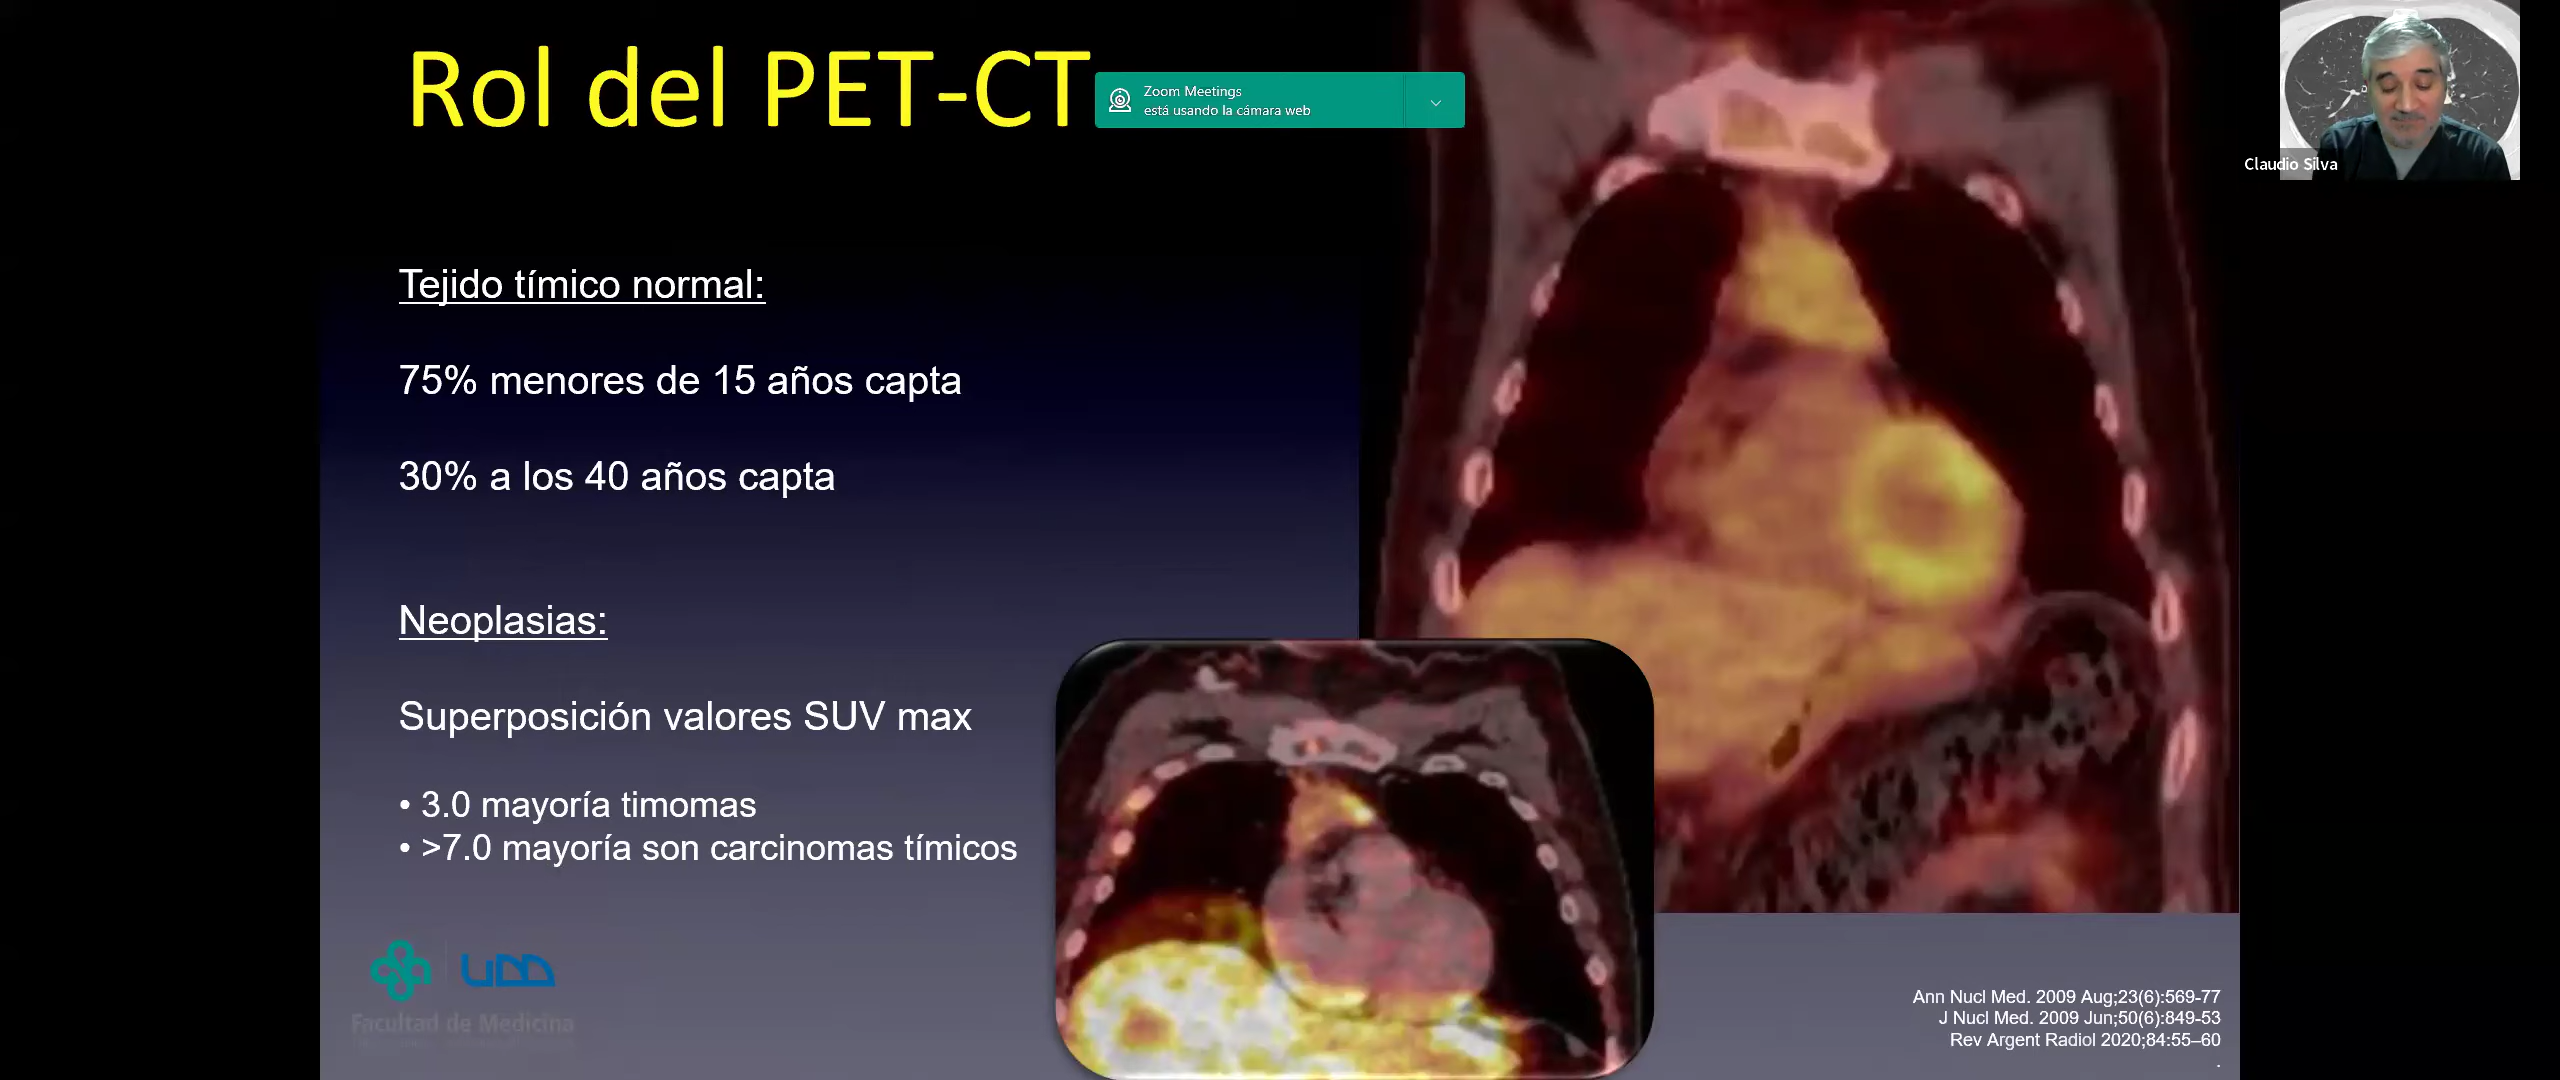 Rol del PET-CT
Zoom Meetings
está usando la cámara web
Claudio Silva
Tejido tímico normal:
75% menores de 15 años capta
30% a los 40 años capta
Neoplasias:
Superposición valores SUV max
• 3.0 mayoría timomas
• >7.0 mayoría son carcinomas tímicos
UDD
Facultad de Medicina
Ann Nucl Med. 2009 Aug;23(6):569-77
J Nucl Med. 2009 Jun;50(6):849-53
Rev Argent Radiol 2020;84:55–60
.